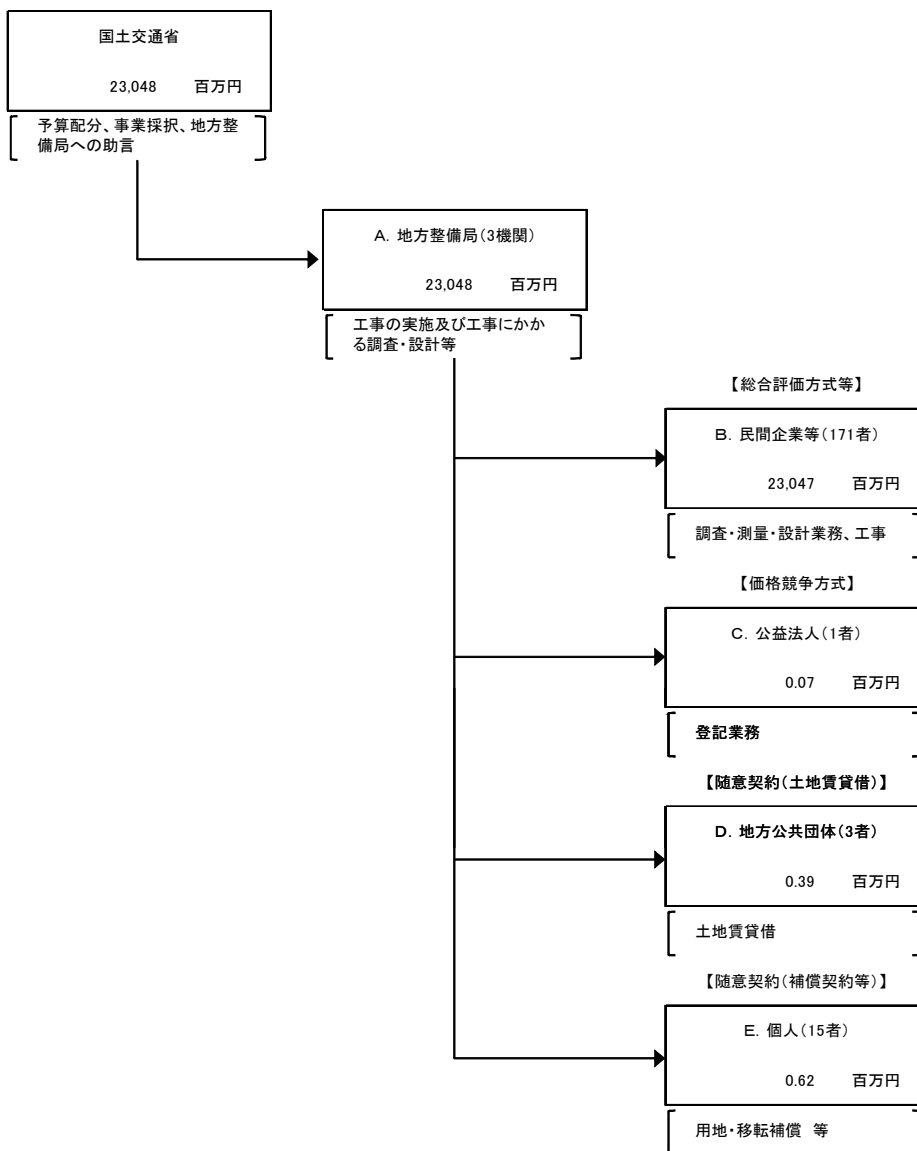 国土交通省
23,048 百万円
予算配分、事業採択、地方整
備局への助言
A. 地方整備局(3機関)
23,048 百万円
工事の実施及び工事にかか
る調査・設計等
【総合評価方式等】
B. 民間企業等(171者)
23,047 百万円
調査・測量・設計業務、工事
【価格競争方式】
C. 公益法人(1者)
0.07 百万円
登記業務
【随意契約(土地賃貸借)】
D. 地方公共団体(3者)
0.39 百万円
土地賃貸借
【随意契約(補償契約等)】
E. 個人(15者)
0.62 百万円
用地・移転補償 等